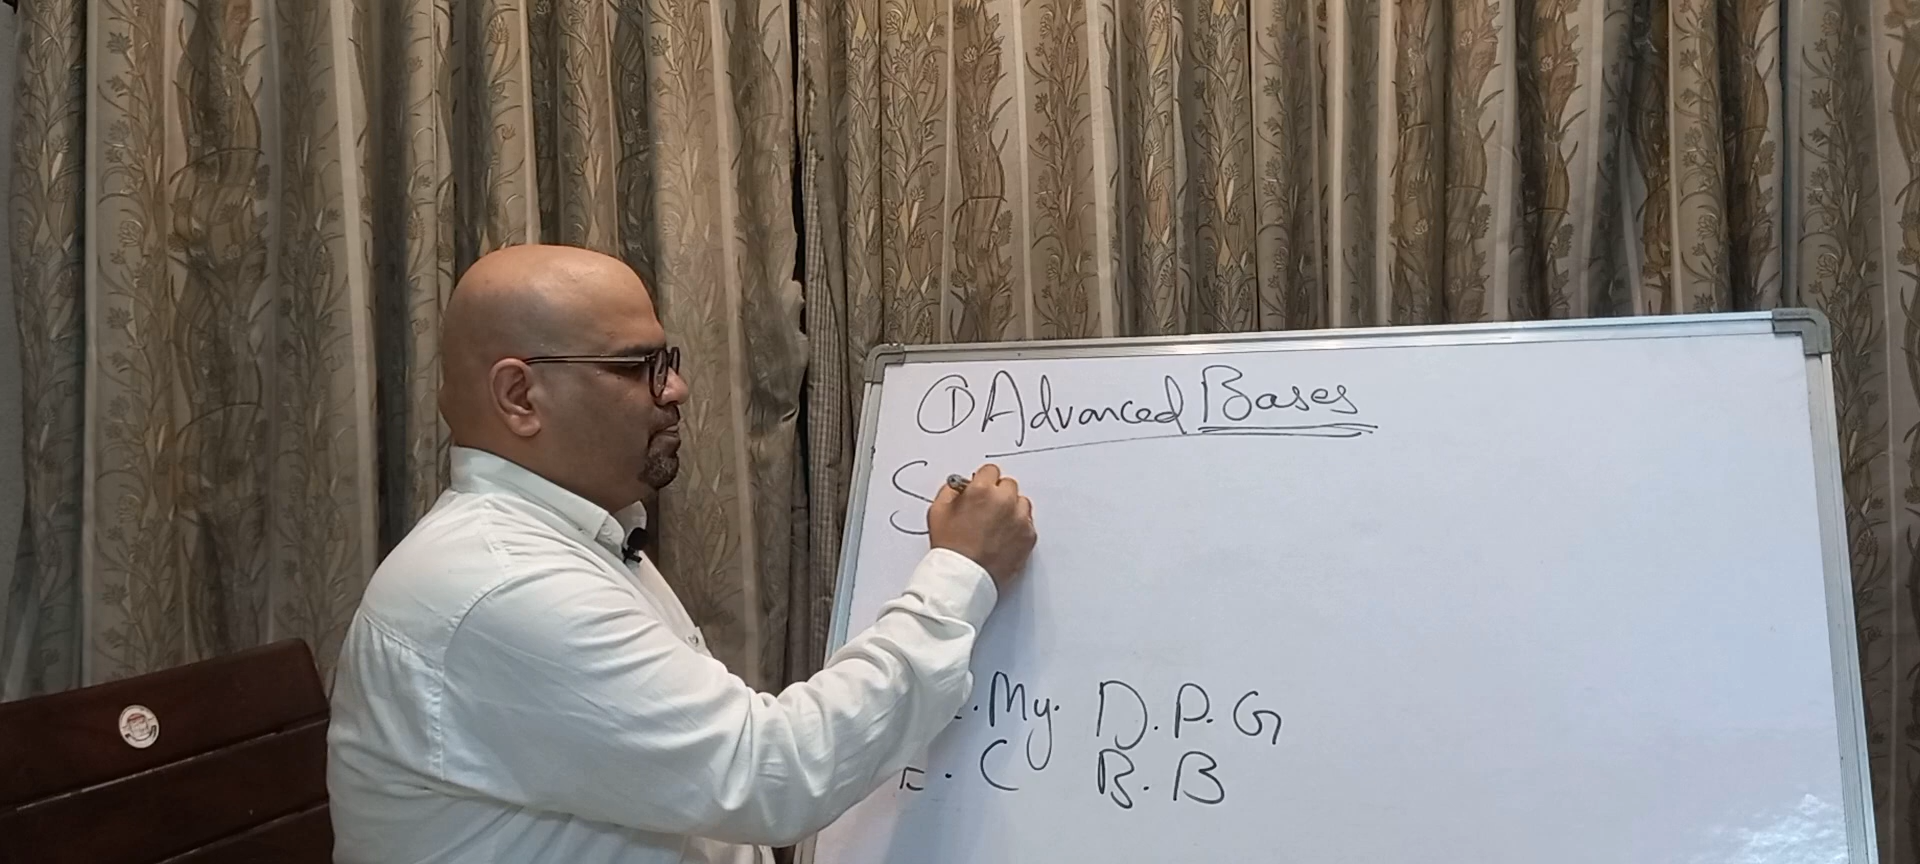 ① Advanced Bases
S
My. D. P. G
C B. B